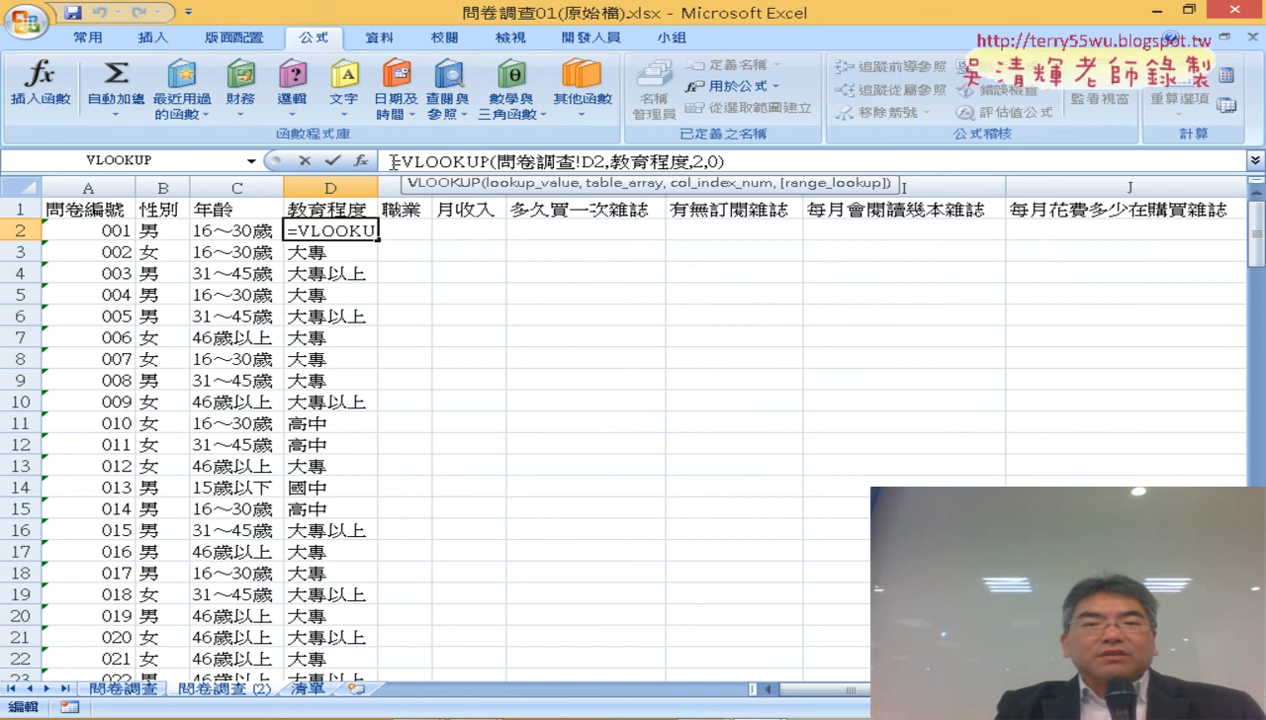 問卷調查01(原始檔).xlsx - Microsoft Excel
http://terry55wu.blogspot.tw
吳清輝老師錄製
常用 插入 版面配置 公式 資料 校閱 檢視 開發人員 小組
插入函數 自動加總 最近用過的函數 財務 邏輯 文字 日期及時間 查閱與參照 數學與三角函數 其他函數
名稱管理員 定義名稱 用於公式 從選取範圍建立
追蹤前導參照 追蹤從屬參照 移除箭號 錯誤檢查 評估值公式 監看視窗 重算選項
函數程式庫 已定義之名稱 公式稽核 計算
VLOOKUP =VLOOKUP(問卷調查!D2,教育程度,2,0)
VLOOKUP(lookup_value, table_array, col_index_num, [range_lookup])
A B C D I J
1 問卷編號 性別 年齡 教育程度 職業 月收入 多久買一次雜誌 有無訂閱雜誌 每月會閱讀幾本雜誌 每月花費多少在購買雜誌
2 001 男 16～30歲 =VLOOKU
3 002 女 16～30歲 大專
4 003 男 31～45歲 大專以上
5 004 男 16～30歲 大專
6 005 男 31～45歲 大專以上
7 006 女 46歲以上 大專
8 007 女 16～30歲 大專
9 008 男 31～45歲 大專
10 009 女 46歲以上 大專以上
11 010 女 16～30歲 高中
12 011 女 31～45歲 高中
13 012 女 46歲以上 大專
14 013 男 15歲以下 國中
15 014 男 16～30歲 高中
16 015 男 31～45歲 大專以上
17 016 男 46歲以上 大專
18 017 男 16～30歲 大專
19 018 女 31～45歲 大專以上
20 019 男 46歲以上 大專
21 020 女 46歲以上 大專以上
22 021 女 46歲以上 大專
23 022 男
問卷調查 問卷調查 (2) 清單
編輯